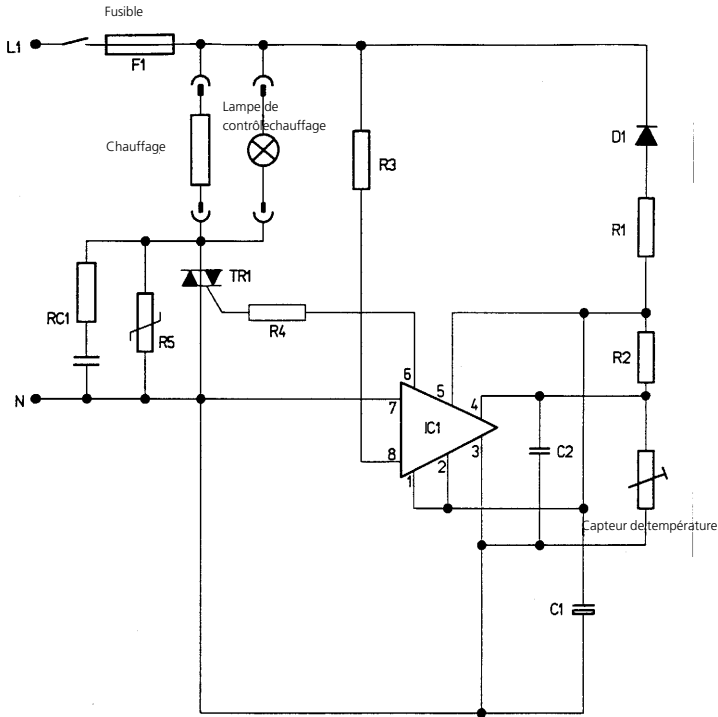 Fusible
L1
F1
Lampe de
contrôlechauffage
Chauffage
D1
R3
R1
TR1
RC1
R5
R4
R2
N
6
5
4
7
IC1
8
3
2
1
C2
Capteur de température
C1